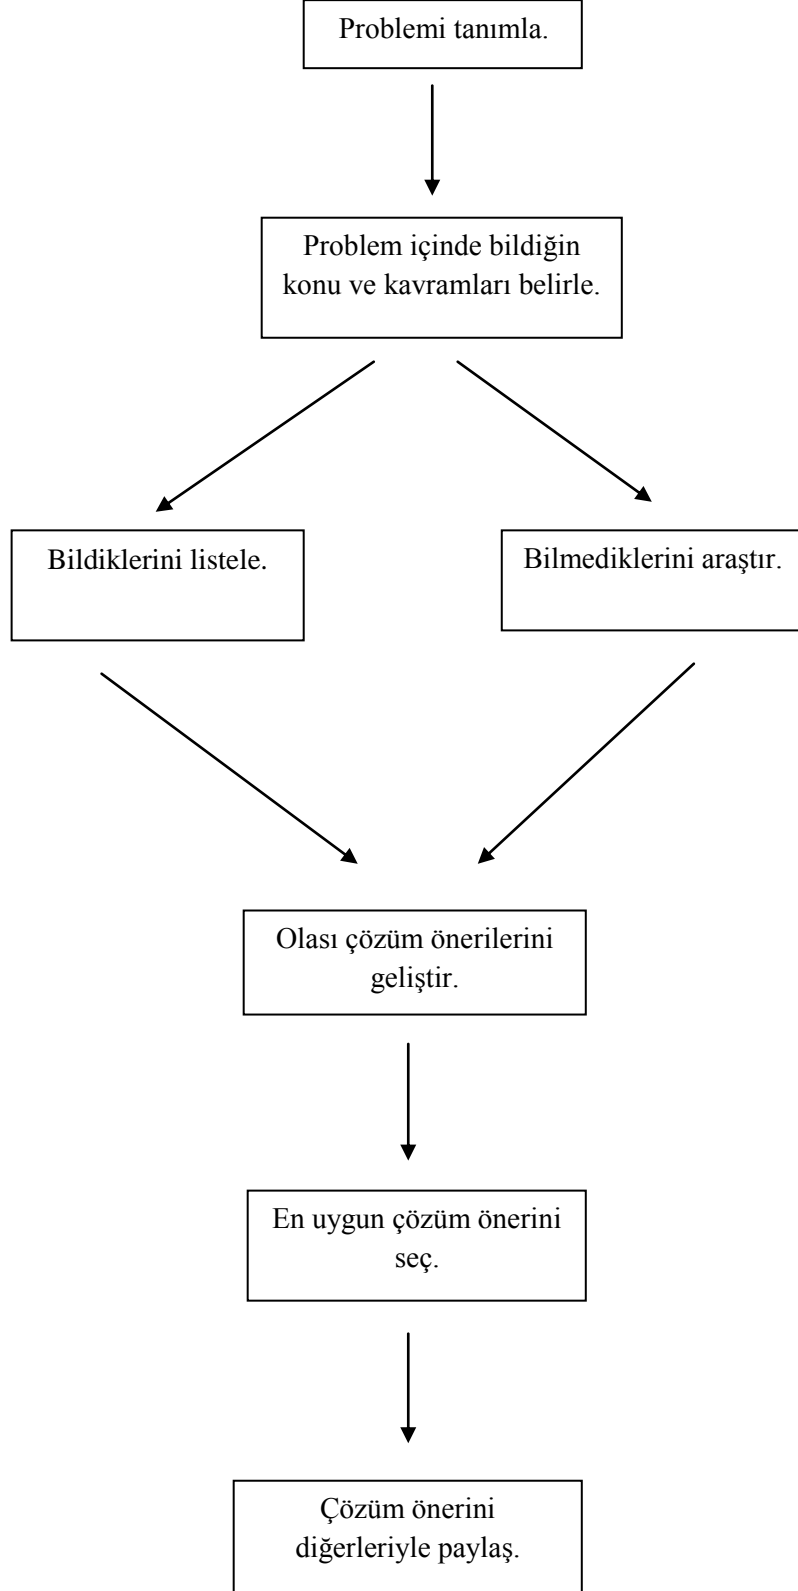 Problemi tanımla.
Problem içinde bildiğin
konu ve kavramları belirle.
Bildiklerini listele.
Bilmediklerini araştır.
Olası çözüm önerilerini
geliştir.
En uygun çözüm önerini
seç.
Çözüm önerini
diğerleriyle paylaş.